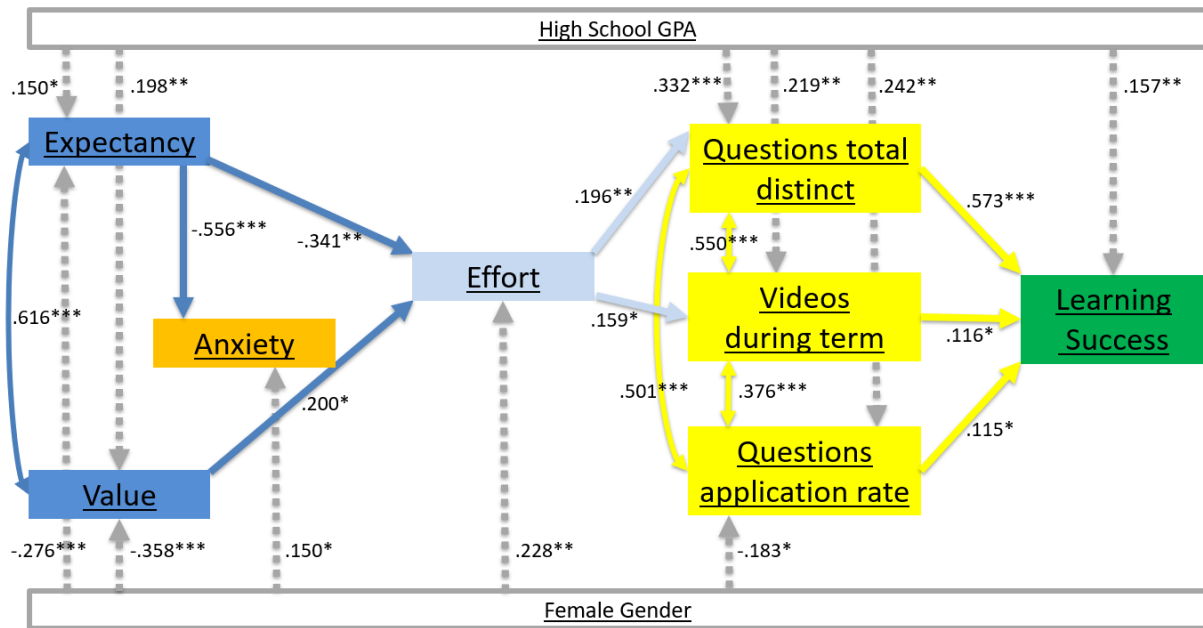 High School GPA
.150*
.198**
.332***
.219**
.242**
.157**
Expectancy
Questions total
distinct
-.556***
-.341**
.196**
.573***
.550***
Effort
Videos
during term
Learning
Success
.616***
Anxiety
.159*
.116*
.200*
.501***
.376***
.115*
Value
Questions
application rate
-.276***
-.358***
.150*
.228**
-.183*
Female Gender